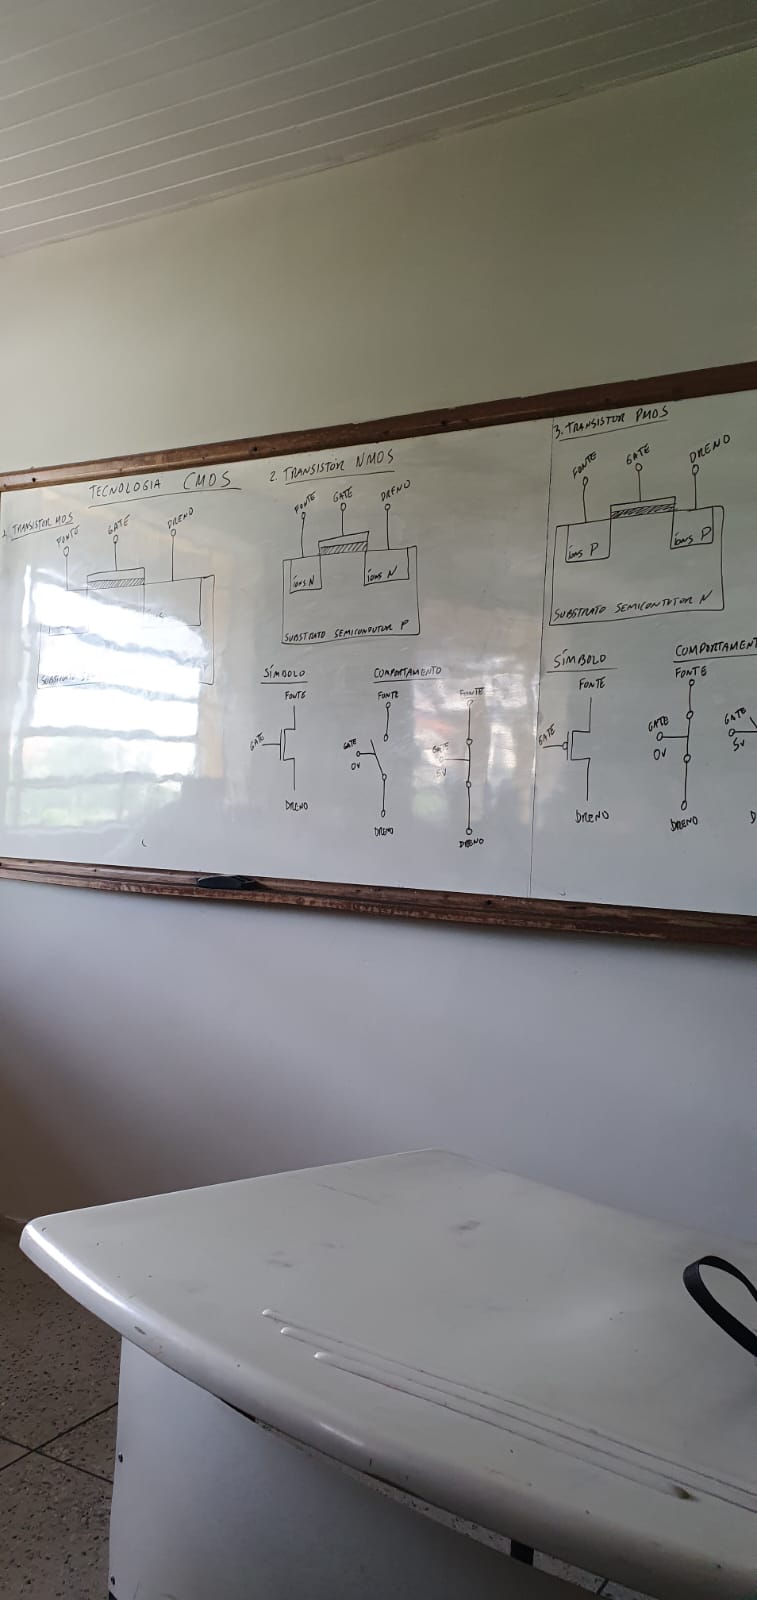 TECNOLOGIA CMOS
1. TRANSISTOR MOS
FONTE
GATE
DRENO
2. TRANSISTOR NMOS
FONTE
GATE
DRENO
ÍONS N
ÍONS N
SUBSTRATO SEMICONDUTOR P
SÍMBOLO
FONTE
GATE
DRENO
COMPORTAMENTO
FONTE
GATE
0V
DRENO
FONTE
GATE
5V
DRENO
3. TRANSISTOR PMOS
FONTE
GATE
DRENO
ÍONS P
ÍONS P
SUBSTRATO SEMICONTUTOR N
SÍMBOLO
FONTE
GATE
DRENO
COMPORTAMENT
FONTE
GATE
0V
DRENO
GATE
5V
D